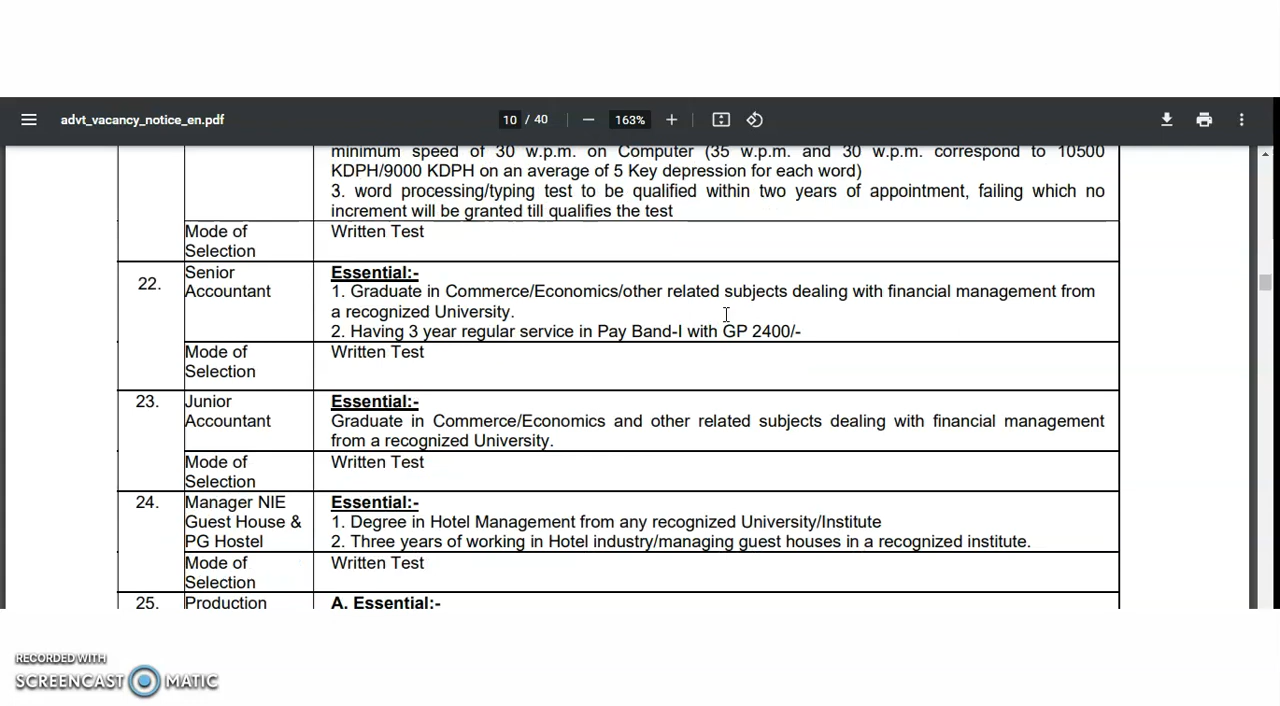 advt_vacancy_notice_en.pdf
10 / 40
163%
minimum speed of 30 w.p.m. on Computer (35 w.p.m. and 30 w.p.m. correspond to 10500
KDPH/9000 KDPH on an average of 5 Key depression for each word)
3. word processing/typing test to be qualified within two years of appointment, failing which no
increment will be granted till qualifies the test
Mode of
Selection
Written Test
22.
Senior
Accountant
Essential:-
1. Graduate in Commerce/Economics/other related subjects dealing with financial management from
a recognized University.
2. Having 3 year regular service in Pay Band-I with GP 2400/-
Mode of
Selection
Written Test
23.
Junior
Accountant
Essential:-
Graduate in Commerce/Economics and other related subjects dealing with financial management
from a recognized University.
Mode of
Selection
Written Test
24.
Manager NIE
Guest House &
PG Hostel
Essential:-
1. Degree in Hotel Management from any recognized University/Institute
2. Three years of working in Hotel industry/managing guest houses in a recognized institute.
Mode of
Selection
Written Test
25.
Production
A. Essential:-
RECORDED WITH
SCREENCAST MATIC